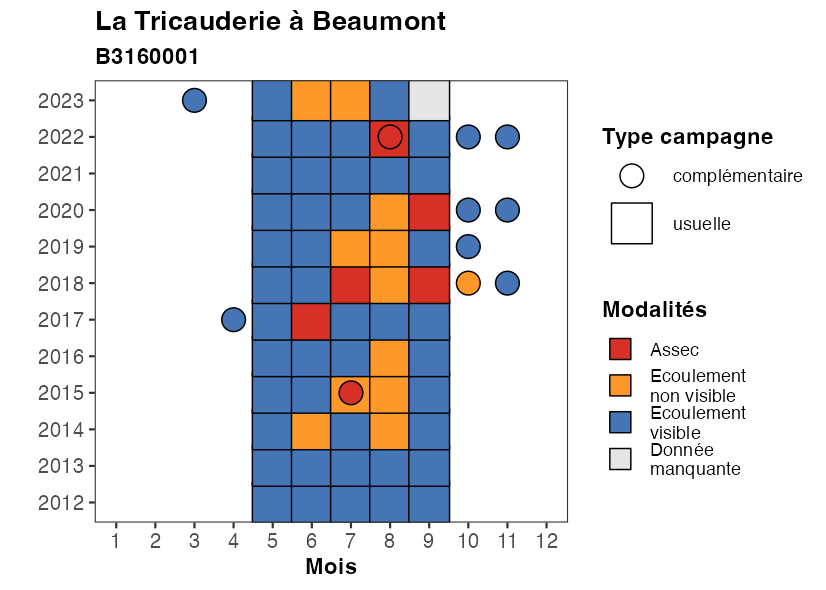 La Tricauderie à Beaumont
B3160001
2023
2022
2021
2020
2019
2018
2017
2016
2015
2014
2013
2012
1 2 3 4 5 6 7 8 9 10 11 12
Mois
Type campagne
complémentaire
usuelle
Modalités
Assec
Ecoulement
non visible
Ecoulement
visible
Donnée
manquante